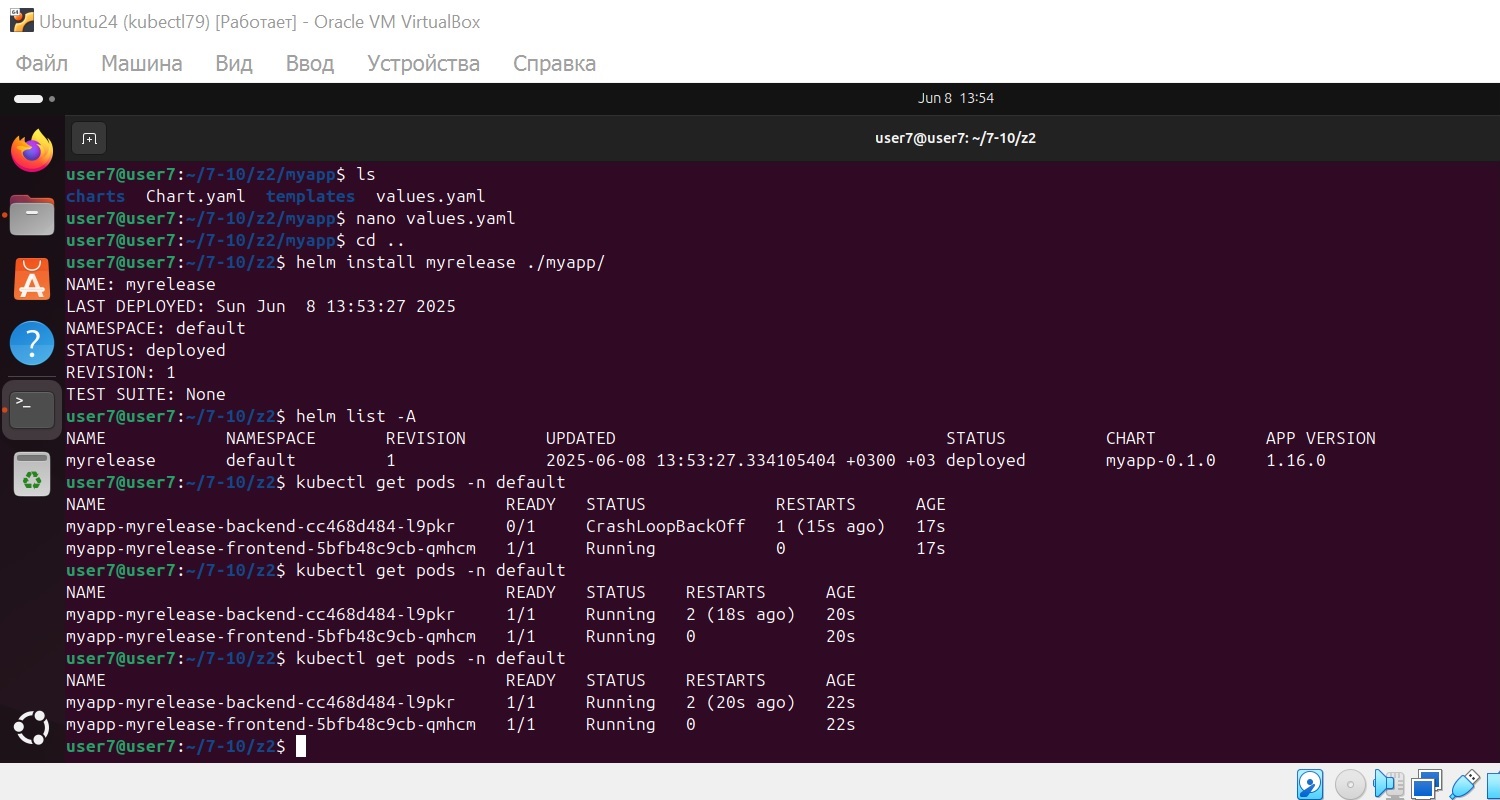 Ubuntu24 (kubectl79) [Работает] - Oracle VM VirtualBox
Файл Машина Вид Ввод Устройства Справка
Jun 8 13:54
user7@user7: ~/7-10/z2
user7@user7:~/7-10/z2/myapp$ ls
charts Chart.yaml templates values.yaml
user7@user7:~/7-10/z2/myapp$ nano values.yaml
user7@user7:~/7-10/z2/myapp$ cd ..
user7@user7:~/7-10/z2$ helm install myrelease ./myapp/
NAME: myrelease
LAST DEPLOYED: Sun Jun  8 13:53:27 2025
NAMESPACE: default
STATUS: deployed
REVISION: 1
TEST SUITE: None
user7@user7:~/7-10/z2$ helm list -A
NAME NAMESPACE REVISION UPDATED STATUS CHART APP VERSION
myrelease default 1 2025-06-08 13:53:27.334105404 +0300 +03 deployed myapp-0.1.0 1.16.0
user7@user7:~/7-10/z2$ kubectl get pods -n default
NAME READY STATUS RESTARTS AGE
myapp-myrelease-backend-cc468d484-l9pkr 0/1 CrashLoopBackOff 1 (15s ago) 17s
myapp-myrelease-frontend-5bfb48c9cb-qmhcm 1/1 Running 0 17s
user7@user7:~/7-10/z2$ kubectl get pods -n default
NAME READY STATUS RESTARTS AGE
myapp-myrelease-backend-cc468d484-l9pkr 1/1 Running 2 (18s ago) 20s
myapp-myrelease-frontend-5bfb48c9cb-qmhcm 1/1 Running 0 20s
user7@user7:~/7-10/z2$ kubectl get pods -n default
NAME READY STATUS RESTARTS AGE
myapp-myrelease-backend-cc468d484-l9pkr 1/1 Running 2 (20s ago) 22s
myapp-myrelease-frontend-5bfb48c9cb-qmhcm 1/1 Running 0 22s
user7@user7:~/7-10/z2$